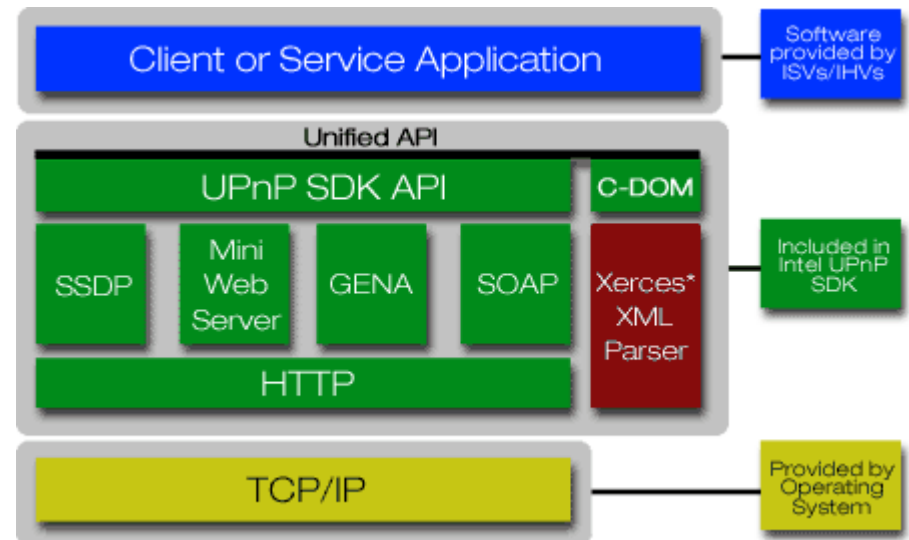 Client or Service Application
Software
provided by
ISVs/IHVs
Unified API
UPnP SDK API
C-DOM
SSDP
Mini
Web
Server
GENA
SOAP
Xerces*
XML
Parser
HTTP
Included in
Intel UPnP
SDK
TCP/IP
Provided by
Operating
System